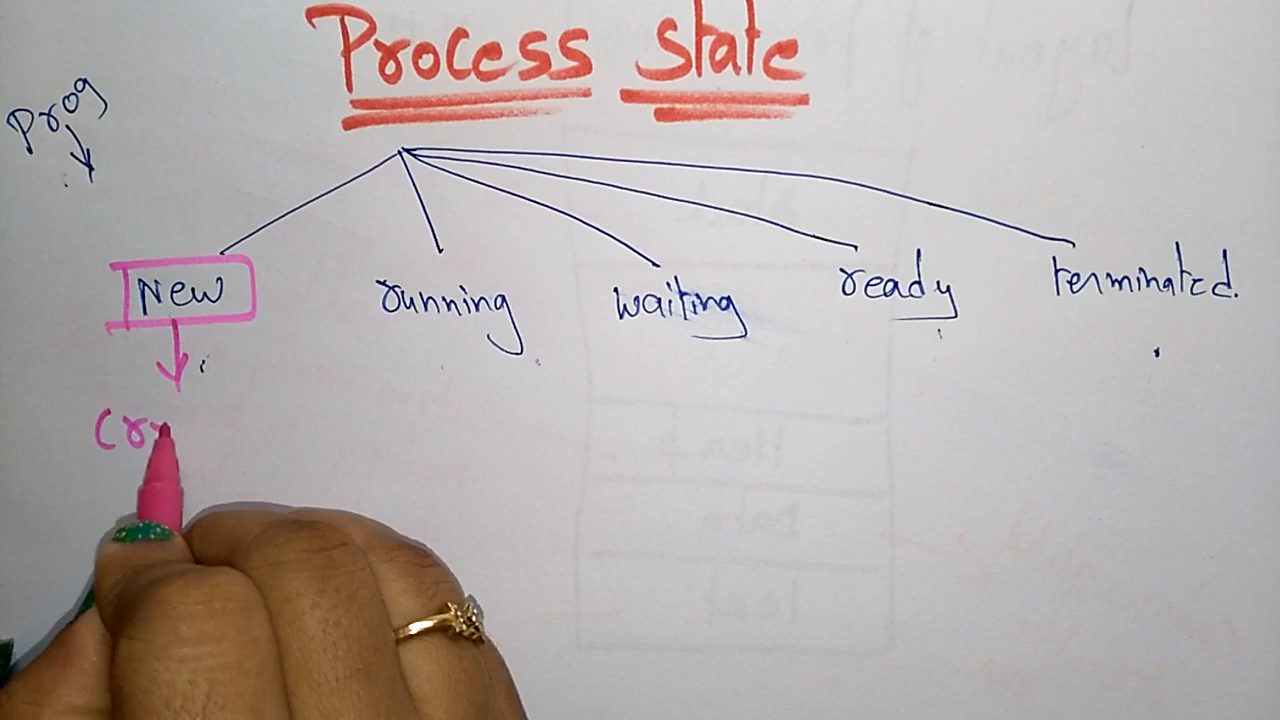 Process state
Prog
New running waiting ready terminated.
(r